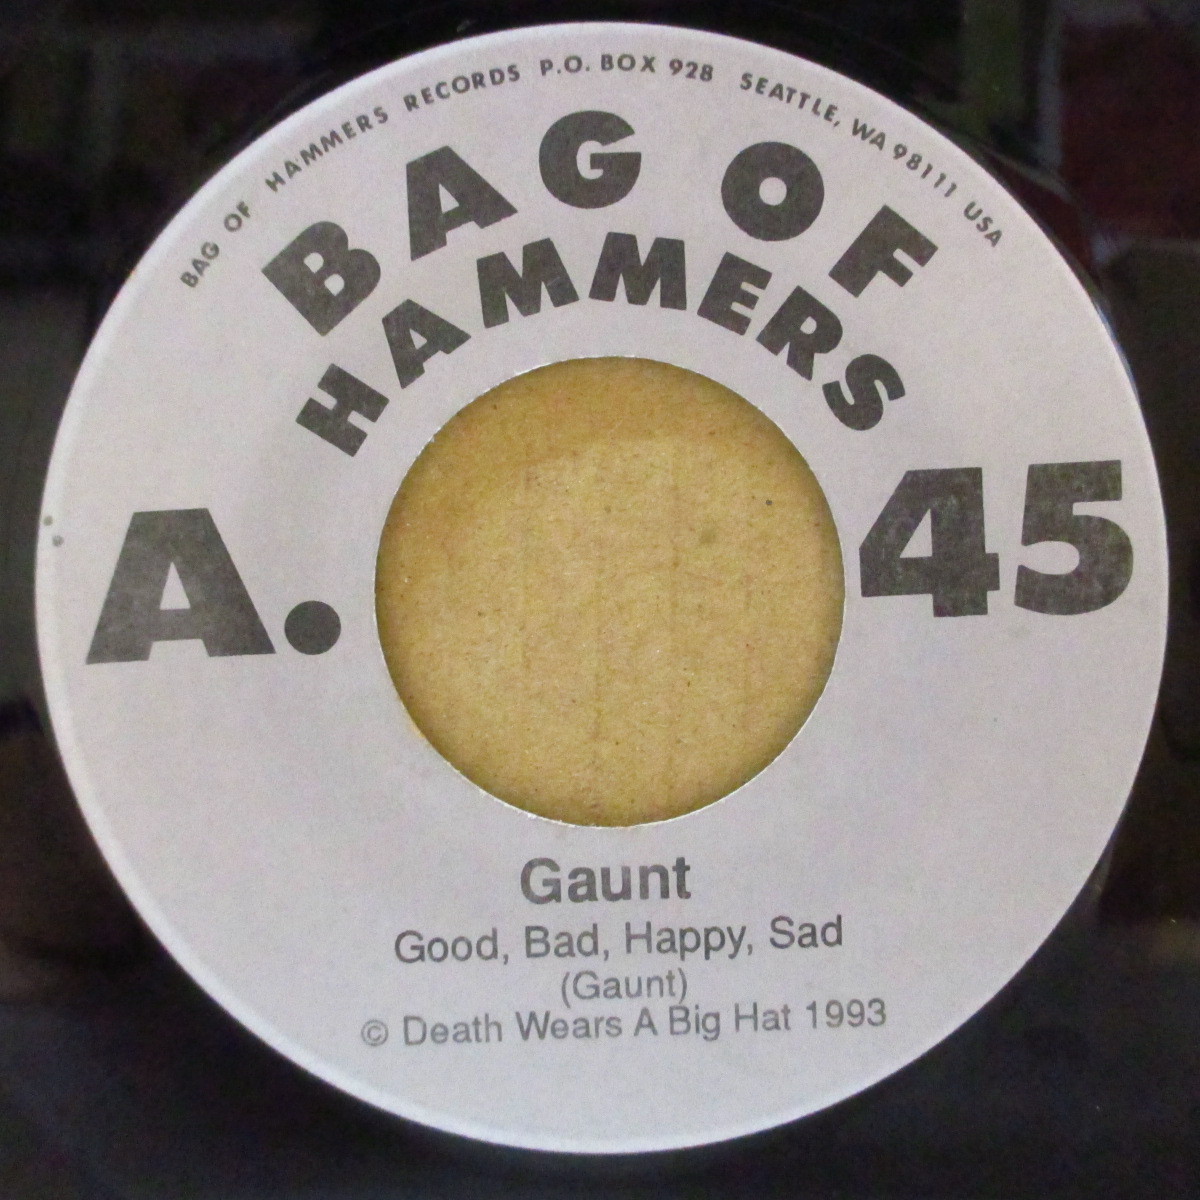 BAG OF HAMMERS RECORDS P.O. BOX 928 SEATTLE, WA 98111 USA
BAG OF
HAMMERS
A. 45
Gaunt
Good, Bad, Happy, Sad
(Gaunt)
© Death Wears A Big Hat 1993